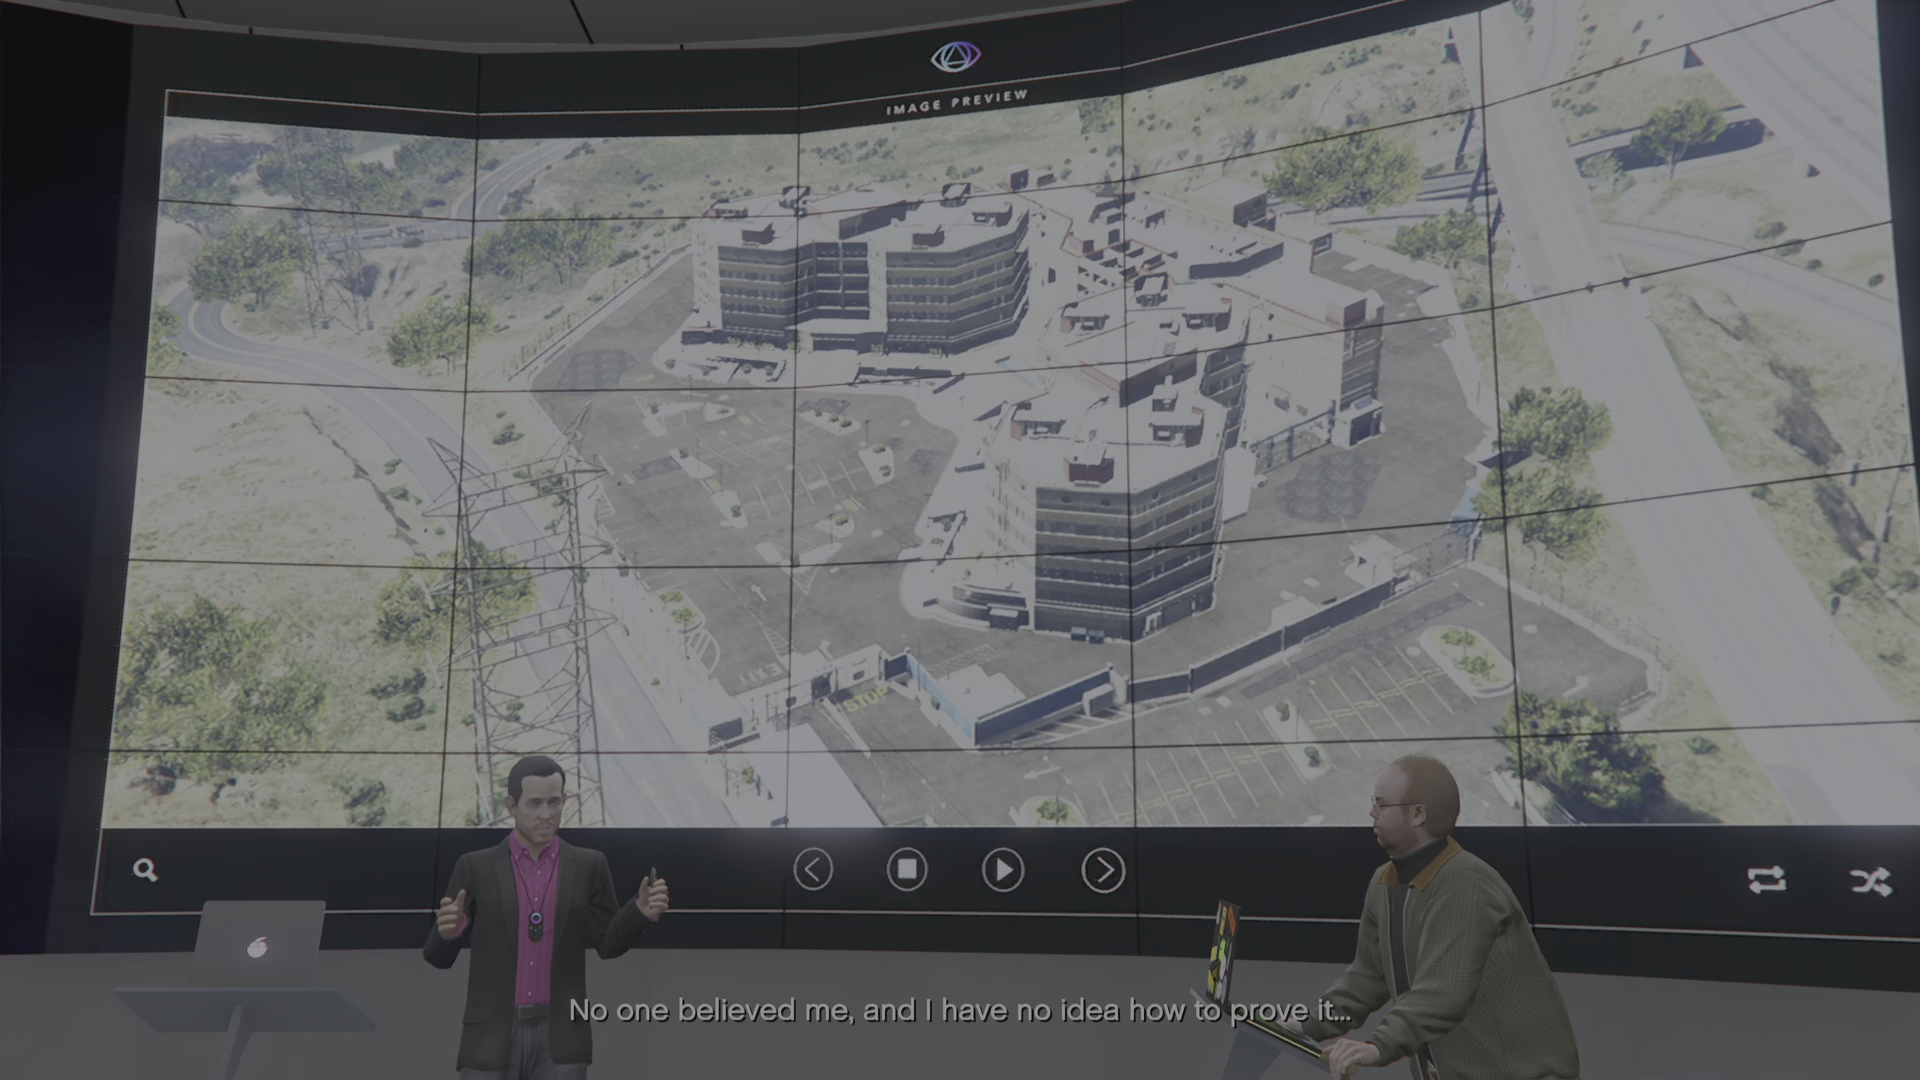 IMAGE PREVIEW
EXIT
STOP
No one believed me, and I have no idea how to prove it...